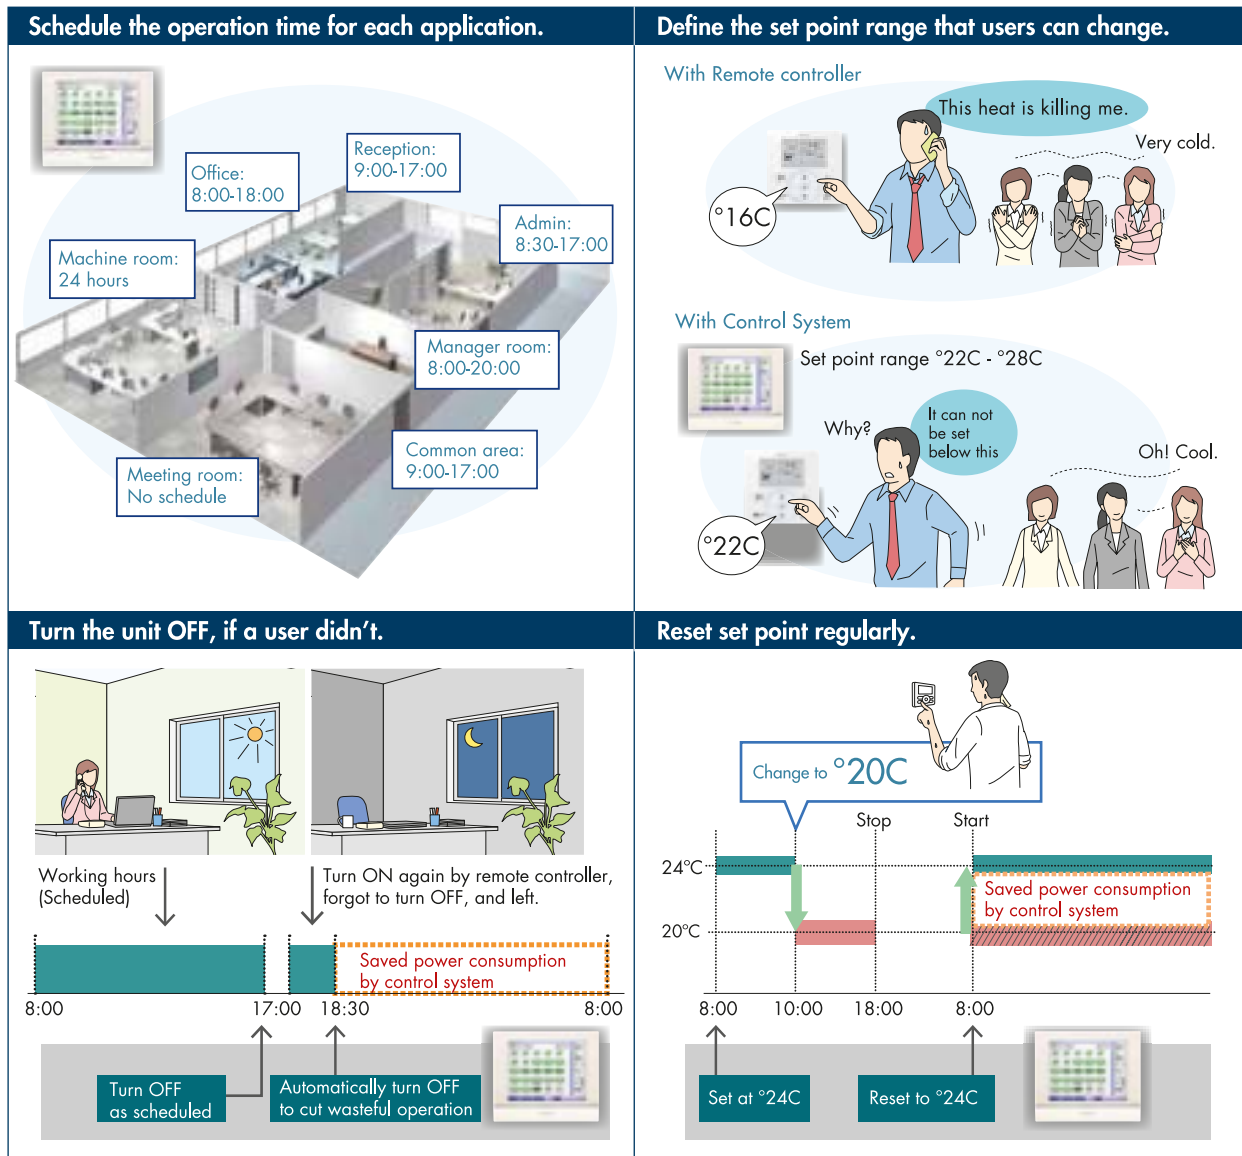 Schedule the operation time for each application.
Reception:
9:00-17:00
Office:
8:00-18:00
Admin:
8:30-17:00
Machine room:
24 hours
Manager room:
8:00-20:00
Common area:
9:00-17:00
Meeting room:
No schedule
Define the set point range that users can change.
With Remote controller
This heat is killing me.
Very cold.
°16C
With Control System
Set point range °22C - °28C
Why?
It can not
be set
below this
Oh! Cool.
°22C
Turn the unit OFF, if a user didn't.
Working hours
(Scheduled)
Turn ON again by remote controller,
forgot to turn OFF, and left.
Saved power consumption
by control system
8:00
17:00
18:30
8:00
Turn OFF
as scheduled
Automatically turn OFF
to cut wasteful operation
Reset set point regularly.
Change to °20C
Stop
Start
24°C
Saved power consumption
by control system
20°C
8:00
10:00
18:00
8:00
Set at °24C
Reset to °24C